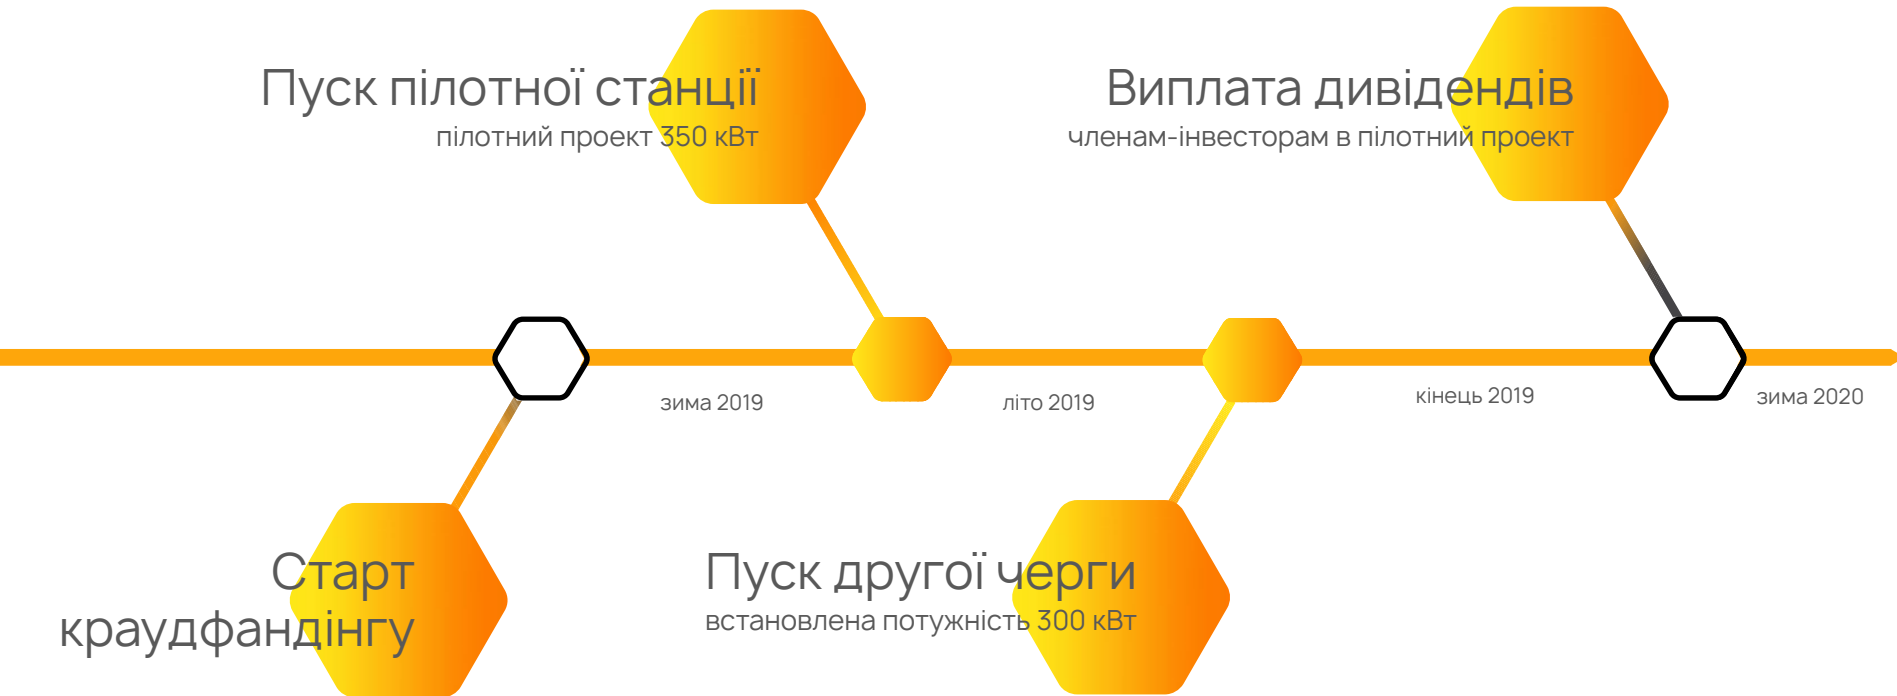 Пуск пілотної станції
пілотний проект 350 кВт
Виплата дивідендів
членам-інвесторам в пілотний проект
зима 2019
літо 2019
кінець 2019
зима 2020
Старт
краудфандінгу
Пуск другої черги
встановлена потужність 300 кВт